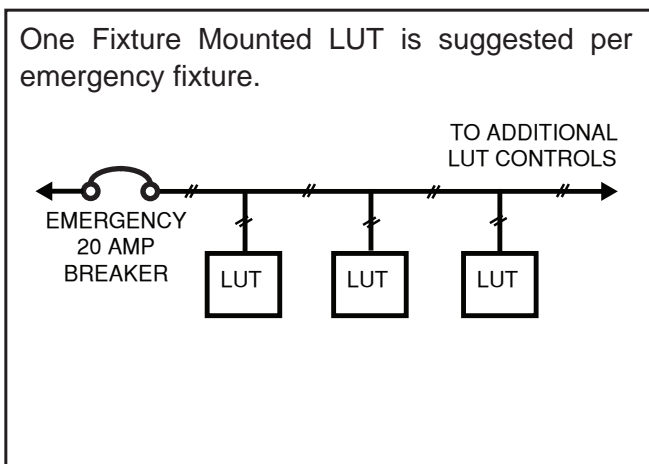 One Fixture Mounted LUT is suggested per
emergency fixture.
TO ADDITIONAL
LUT CONTROLS
EMERGENCY
20 AMP
BREAKER
LUT
LUT
LUT